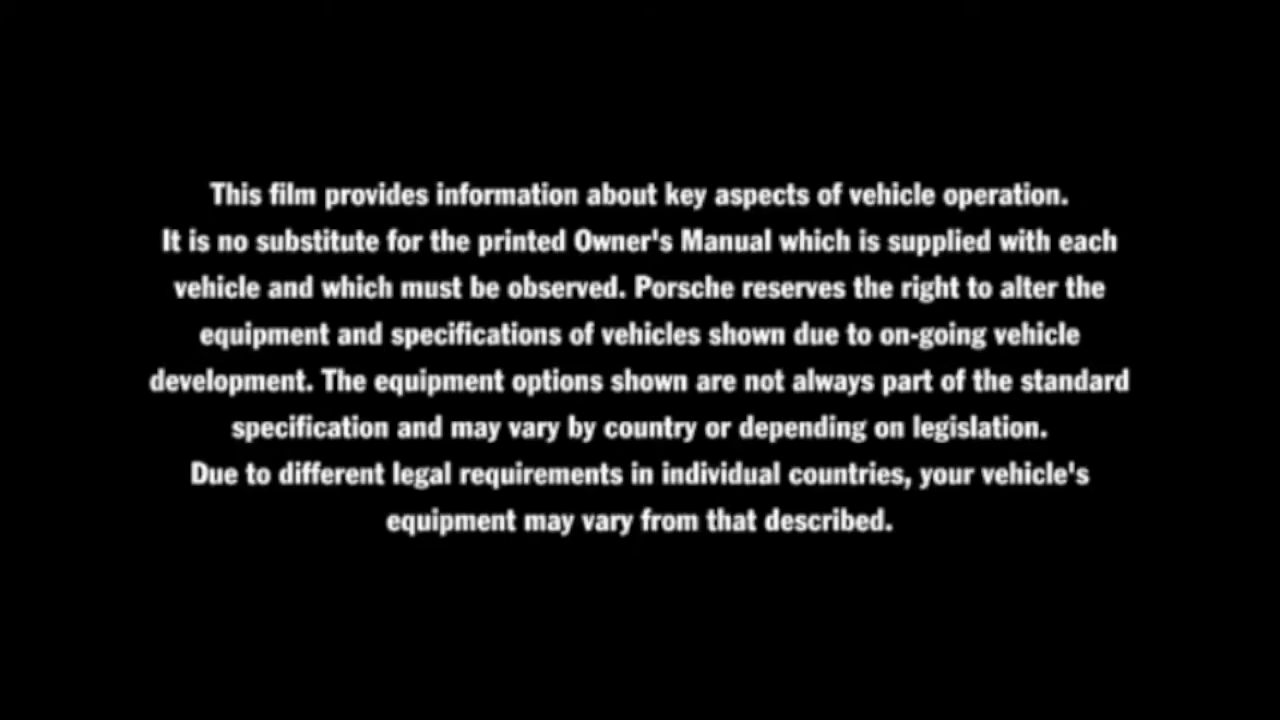 This film provides information about key aspects of vehicle operation.
It is no substitute for the printed Owner's Manual which is supplied with each
vehicle and which must be observed. Porsche reserves the right to alter the
equipment and specifications of vehicles shown due to on-going vehicle
development. The equipment options shown are not always part of the standard
specification and may vary by country or depending on legislation.
Due to different legal requirements in individual countries, your vehicle's
equipment may vary from that described.